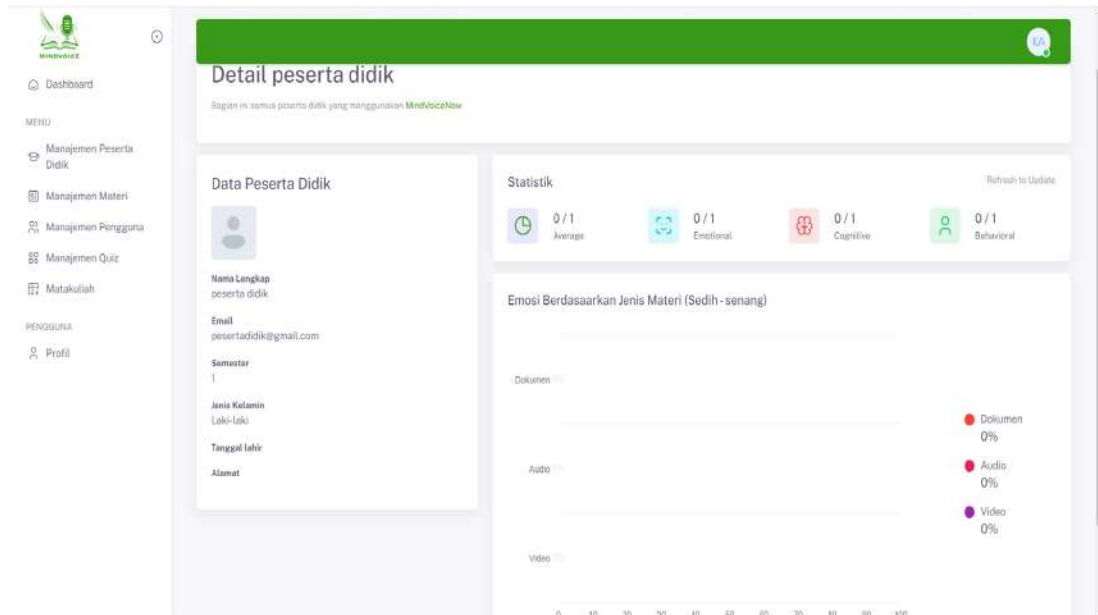 MINDVOICE
Dashboard
MENU
Manajemen Peserta
Didik
Manajemen Materi
Manajemen Pengguna
Manajemen Quiz
Matakuliah
PENGGUNA
Profil
KA
Detail peserta didik
Bagian ini semua peserta didik yang menggunakan MindVoiceNow
Data Peserta Didik
Nama Lengkap
peserta didik
Email
pesertadidik@gmail.com
Semester
1
Jenis Kelamin
Laki-laki
Tanggal lahir
Alamat
Statistik
Refresh to Update
0 / 1
Average
0 / 1
Emotional
0 / 1
Cognitive
0 / 1
Behavioral
Emosi Berdasaarkan Jenis Materi (Sedih - senang)
Dokumen
Audio
Video
0 10 20 30 40 50 60 70 80 90 100
Dokumen
0%
Audio
0%
Video
0%